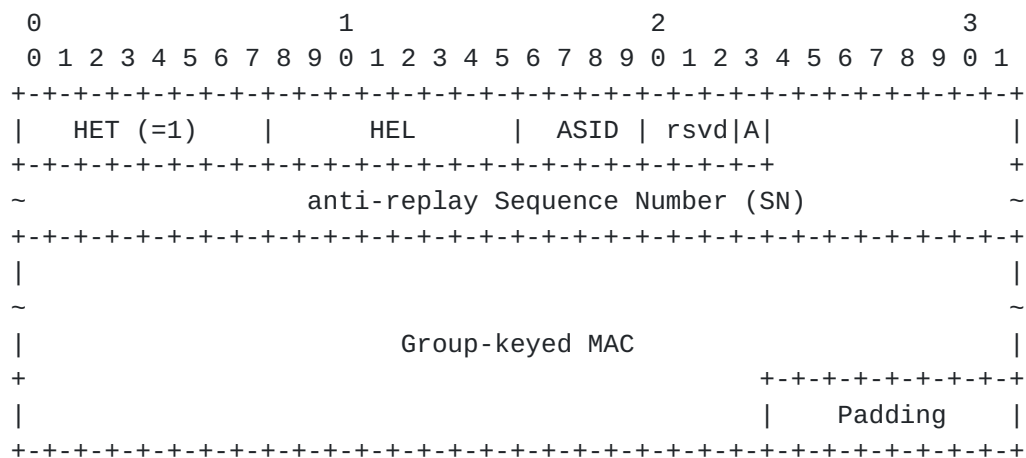 0                   1                   2                   3
 0 1 2 3 4 5 6 7 8 9 0 1 2 3 4 5 6 7 8 9 0 1 2 3 4 5 6 7 8 9 0 1
+-+-+-+-+-+-+-+-+-+-+-+-+-+-+-+-+-+-+-+-+-+-+-+-+-+-+-+-+-+-+-+-+
|   HET (=1)    |      HEL      |  ASID | rsvd|A|               |
+-+-+-+-+-+-+-+-+-+-+-+-+-+-+-+-+-+-+-+-+-+-+-+-+               +
~                  anti-replay Sequence Number (SN)             ~
+-+-+-+-+-+-+-+-+-+-+-+-+-+-+-+-+-+-+-+-+-+-+-+-+-+-+-+-+-+-+-+-+
|                                                               |
~                                                               ~
|                        Group-keyed MAC                        |
+                                               +-+-+-+-+-+-+-+-+
|                                               |    Padding    |
+-+-+-+-+-+-+-+-+-+-+-+-+-+-+-+-+-+-+-+-+-+-+-+-+-+-+-+-+-+-+-+-+